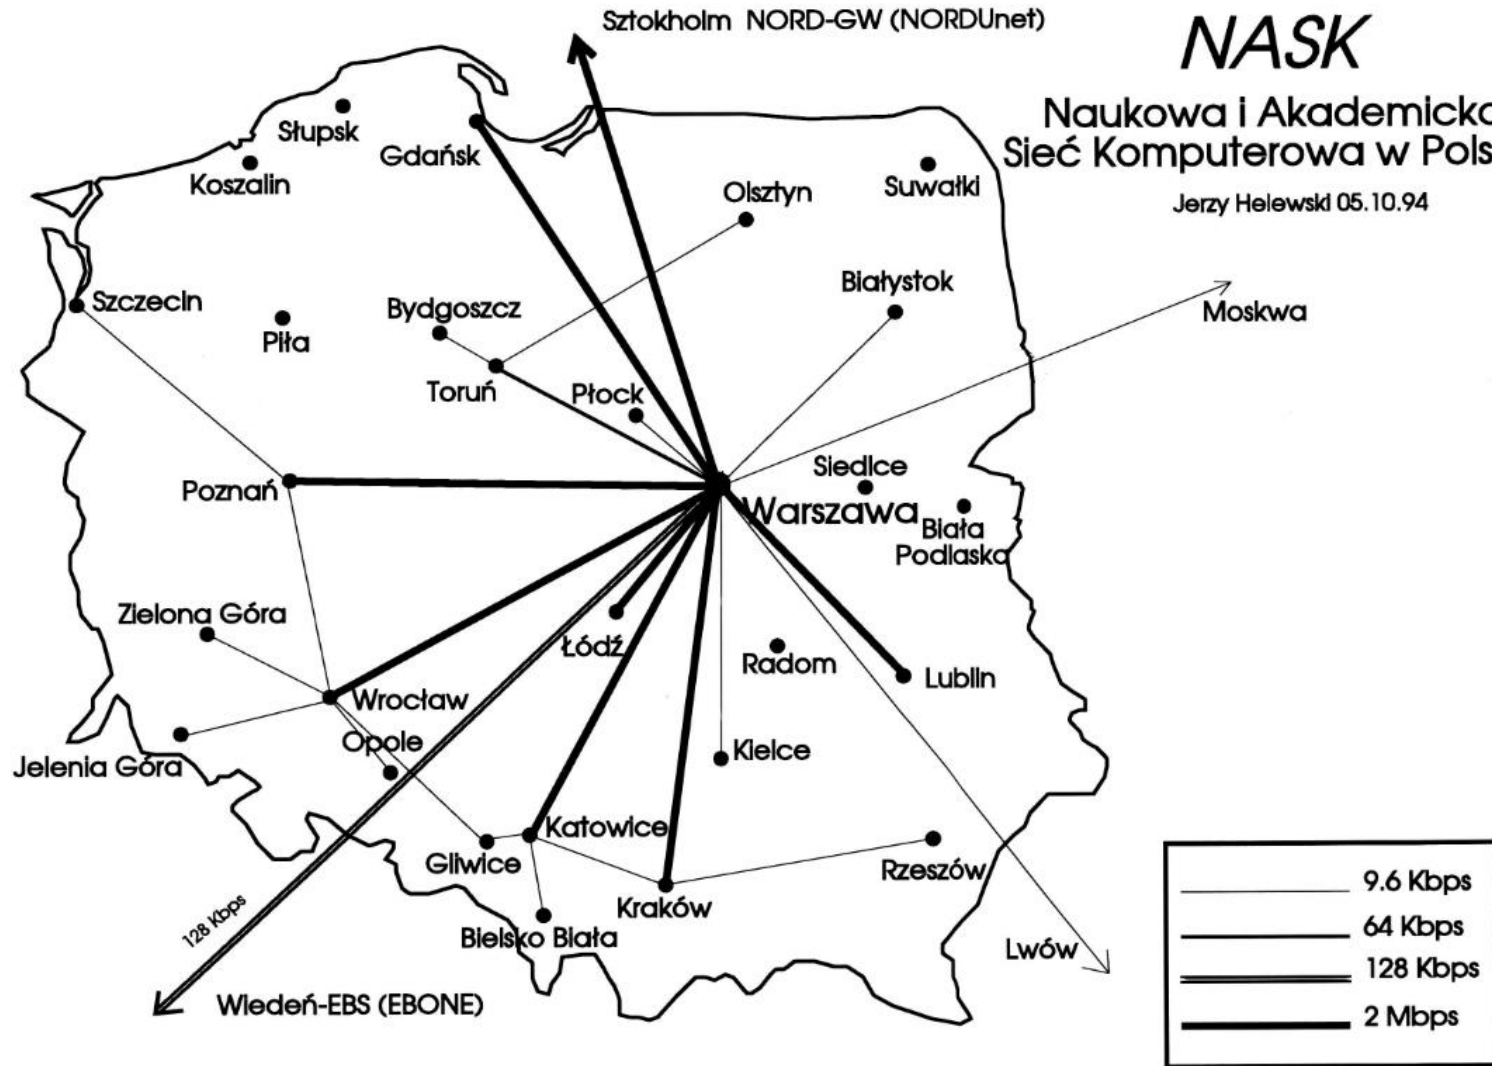 Sztokholm NORD-GW (NORDUnet)
NASK
Naukowa i Akademicka
Sieć Komputerowa w Pols
Jerzy Helewski 05.10.94
Słupsk
Gdańsk
Koszalin
Olsztyn
Suwałki
Szczecin
Bydgoszcz
Białystok
Moskwa
Piła
Toruń
Płock
Siedlce
Poznań
Warszawa
Biała
Podlaska
Zielona Góra
Łódź
Radom
Lublin
Wrocław
Opole
Kielce
Jelenia Góra
Katowice
Gliwice
Rzeszów
Kraków
Bielsko Biała
Lwów
128 Kbps
Wiedeń-EBS (EBONE)
9.6 Kbps
64 Kbps
128 Kbps
2 Mbps